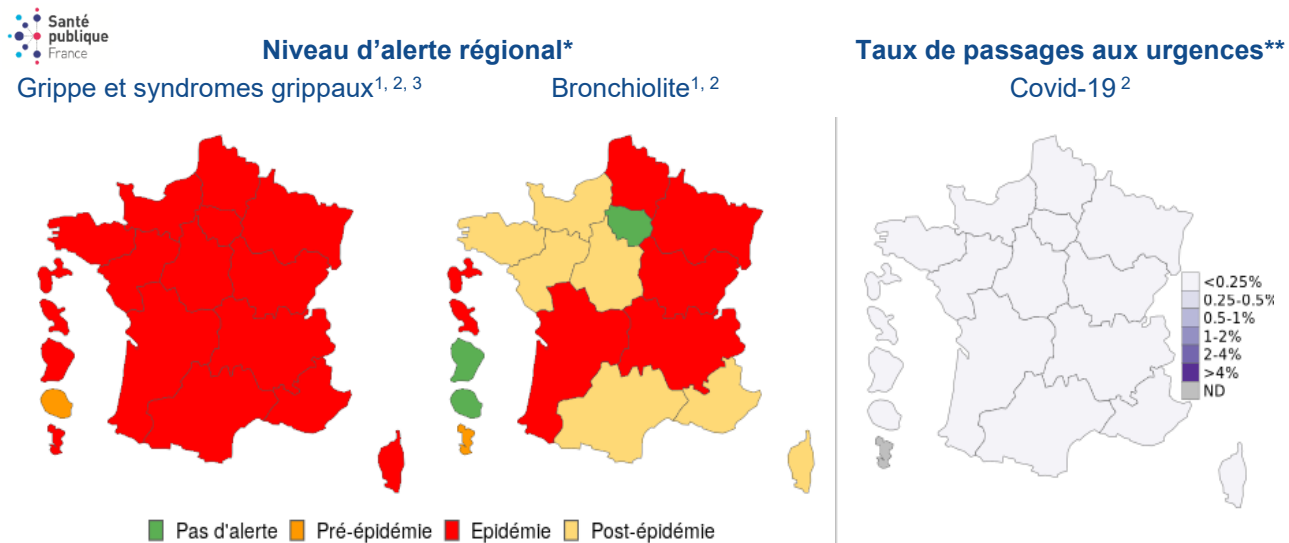 Santé
publique
France
Niveau d'alerte régional*
Taux de passages aux urgences**
Grippe et syndromes grippaux1, 2, 3
Bronchiolite1, 2
Covid-19 2
<0.25%
0.25-0.5%
0.5-1%
1-2%
2-4%
>4%
ND
Pas d'alerte
Pré-épidémie
Epidémie
Post-épidémie